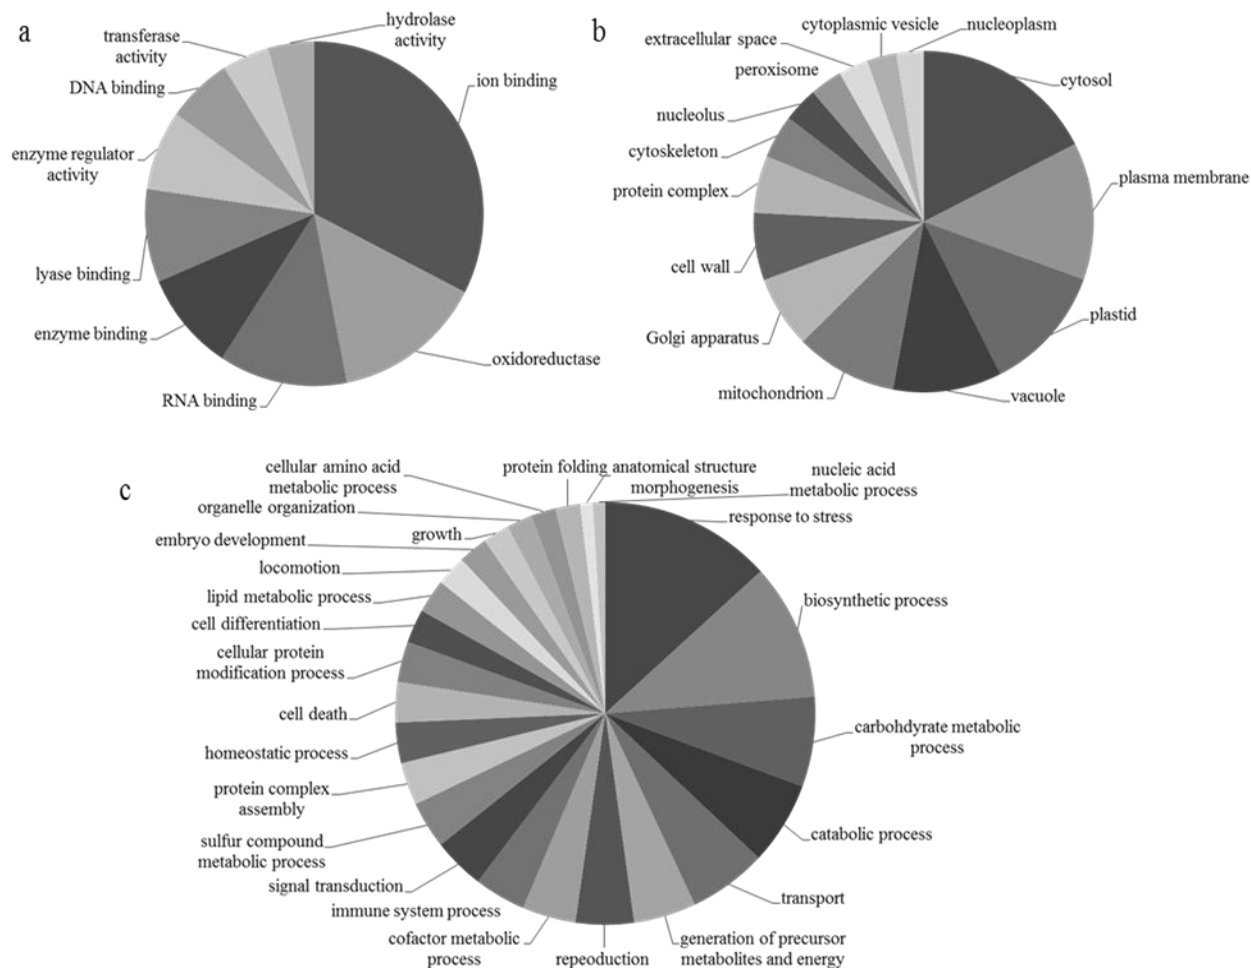 a
hydrolase
activity
transferase
activity
DNA binding
ion binding
enzyme regulator
activity
lyase binding
enzyme binding
oxidoreductase
RNA binding
b
cytoplasmic vesicle
nucleoplasm
extracellular space
peroxisome
cytosol
nucleolus
cytoskeleton
plasma membrane
protein complex
cell wall
plastid
Golgi apparatus
mitochondrion
vacuole
c
cellular amino acid
metabolic process
protein folding
anatomical structure
morphogenesis
nucleic acid
metabolic process
organelle organization
response to stress
growth
embryo development
locomotion
lipid metabolic process
biosynthetic process
cell differentiation
cellular protein
modification process
cell death
carbohdyrate metabolic
process
homeostatic process
protein complex
assembly
catabolic process
sulfur compound
metabolic process
signal transduction
transport
immune system process
cofactor metabolic
process
repeoduction
generation of precursor
metabolites and energy